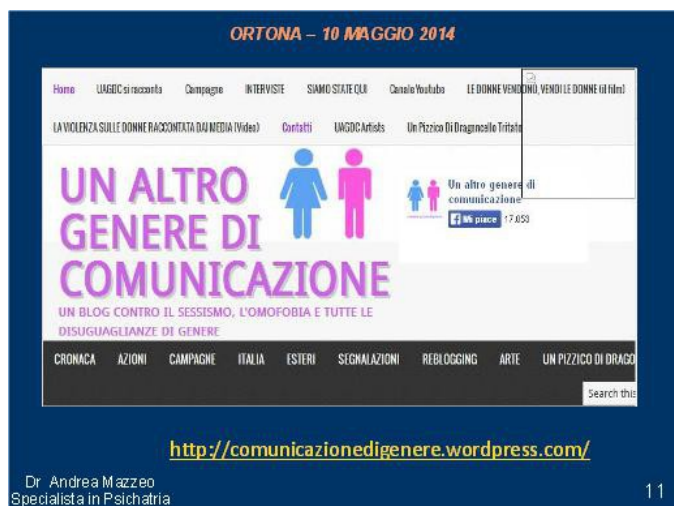 ORTONA – 10 MAGGIO 2014
Home UAGDC si racconta Campagne INTERVISTE SIAMO STATE QUI Canale Youtube LE DONNE VENDONO, VENDI LE DONNE (il film)
LA VIOLENZA SULLE DONNE RACCONTATA DAI MEDIA (Video) Contatti UAGDC Artists Un Pizzico Di Dragoncello Tritato
UN ALTRO
GENERE DI
COMUNICAZIONE
UN BLOG CONTRO IL SESSISMO, L'OMOFOBIA E TUTTE LE
DISUGUAGLIANZE DI GENERE
Un altro genere di
comunicazione
Mi piace 17.053
CRONACA AZIONI CAMPAGNE ITALIA ESTERI SEGNALAZIONI REBLOGGING ARTE UN PIZZICO DI DRAGO
Search this
http://comunicazionedigenere.wordpress.com/
Dr Andrea Mazzeo
Specialista in Psichatria
11